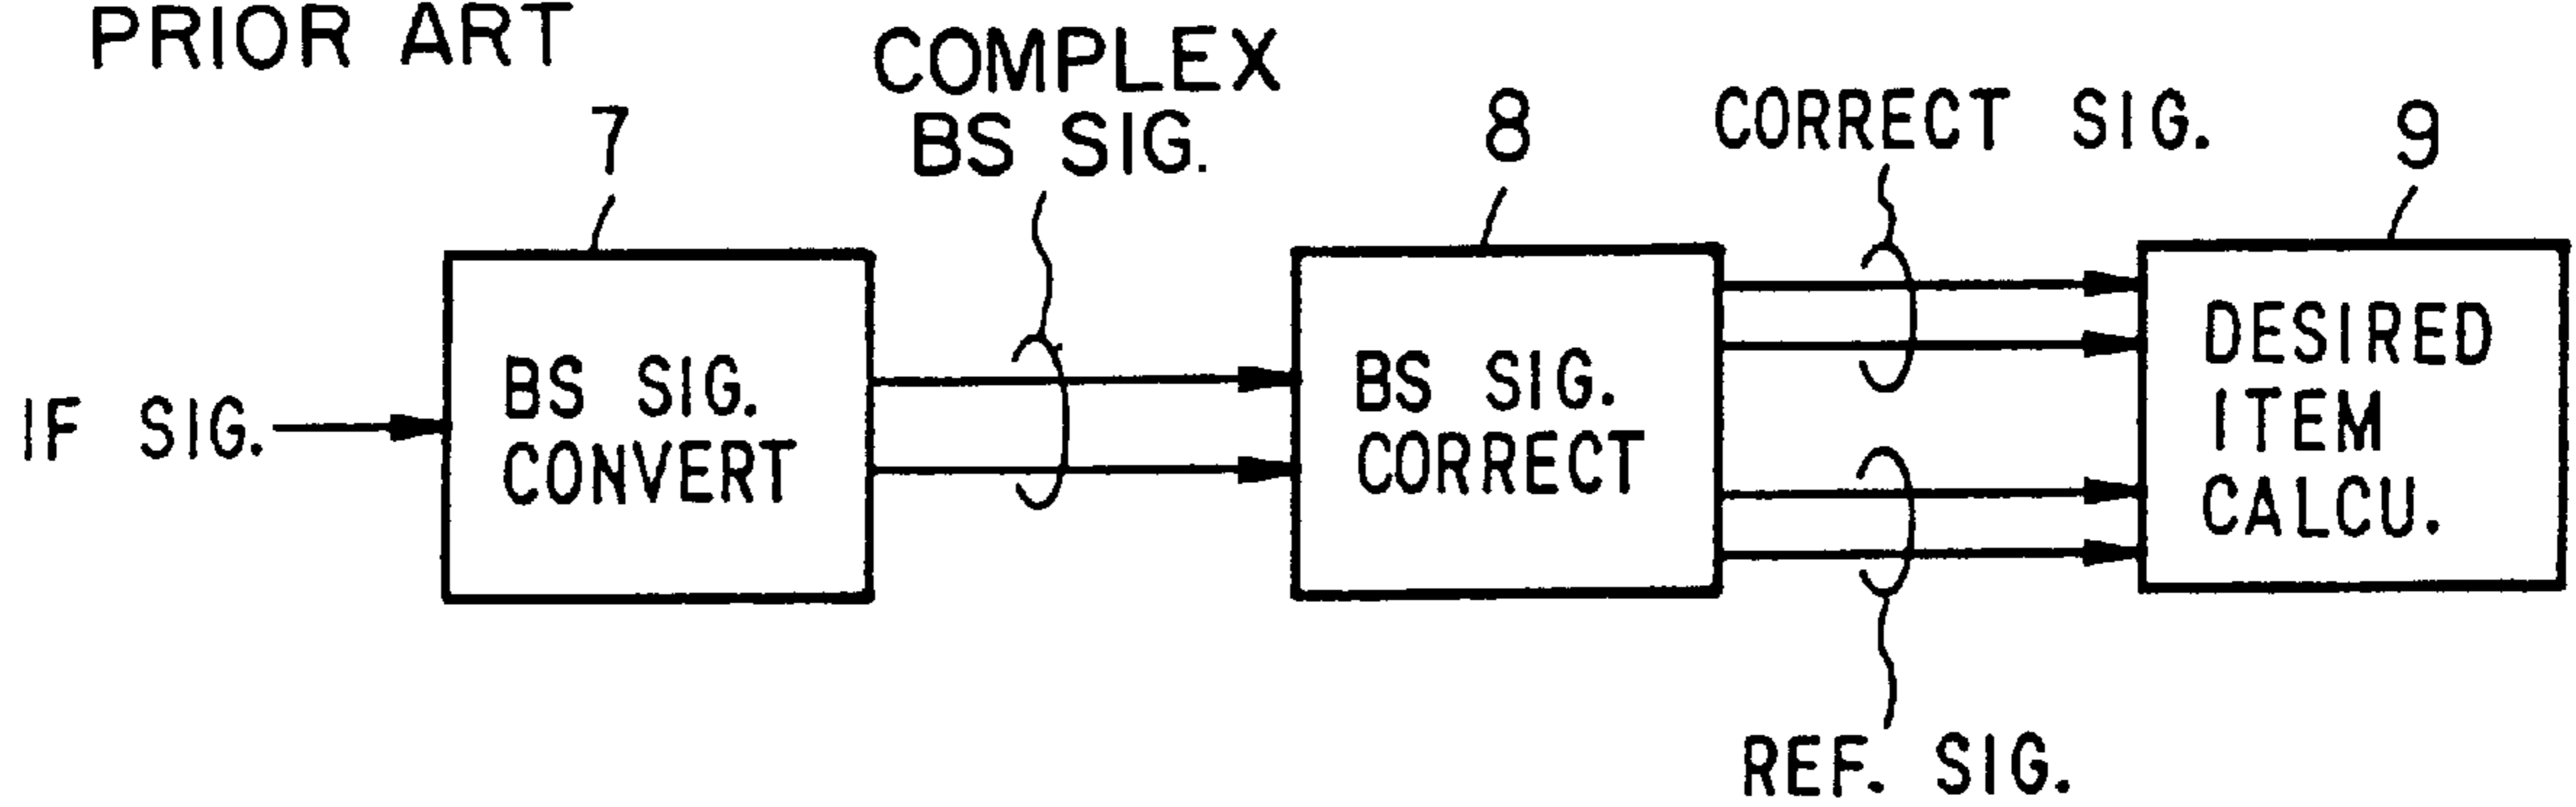 PRIOR ART
COMPLEX
BS SIG.
7
8
CORRECT SIG.
9
IF SIG.
BS SIG.
CONVERT
BS SIG.
CORRECT
DESIRED
ITEM
CALCU.
REF. SIG.